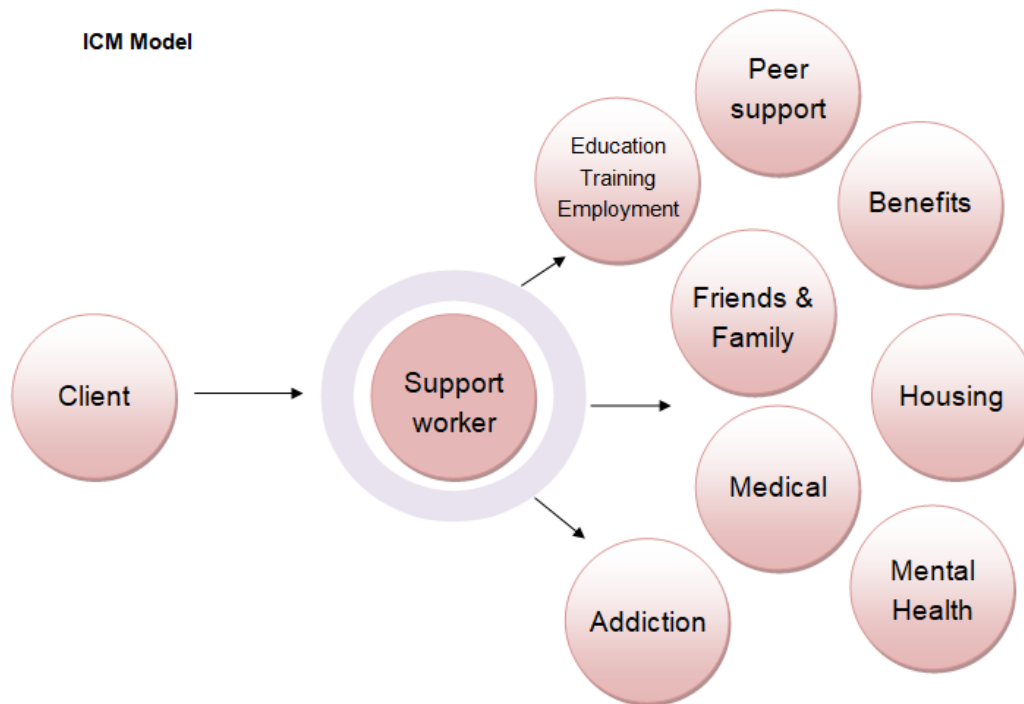 ICM Model
Peer
support
Education
Training
Employment
Benefits
Friends &
Family
Client
Support
worker
Housing
Medical
Mental
Health
Addiction